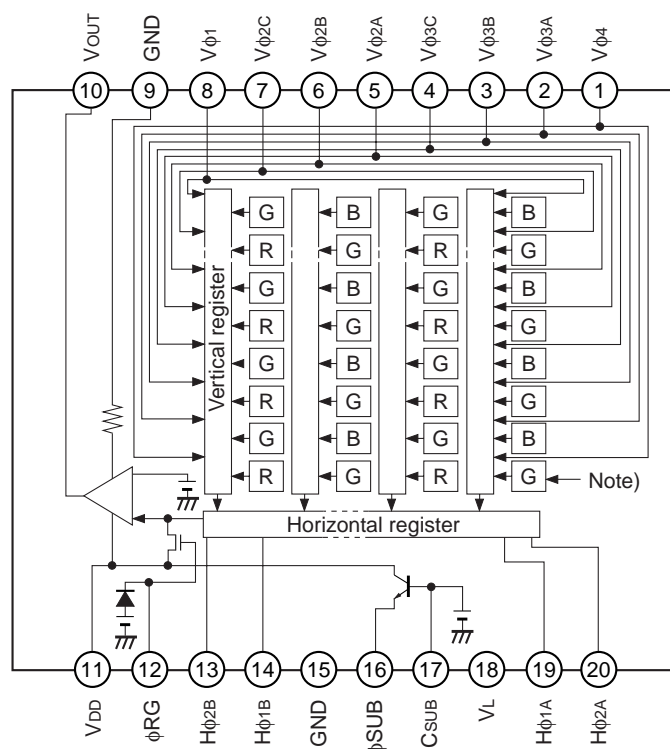 VOUT GND Vφ1 Vφ2C Vφ2B Vφ2A Vφ3C Vφ3B Vφ3A Vφ4
10 9 8 7 6 5 4 3 2 1
G B G B
R G R G
G B G B
R G R G
G B G B
R G R G
G B G B
R G R G
Vertical register
Note)
Horizontal register
11 12 13 14 15 16 17 18 19 20
VDD φRG Hφ2B Hφ1B GND φSUB CSUB VL Hφ1A Hφ2A